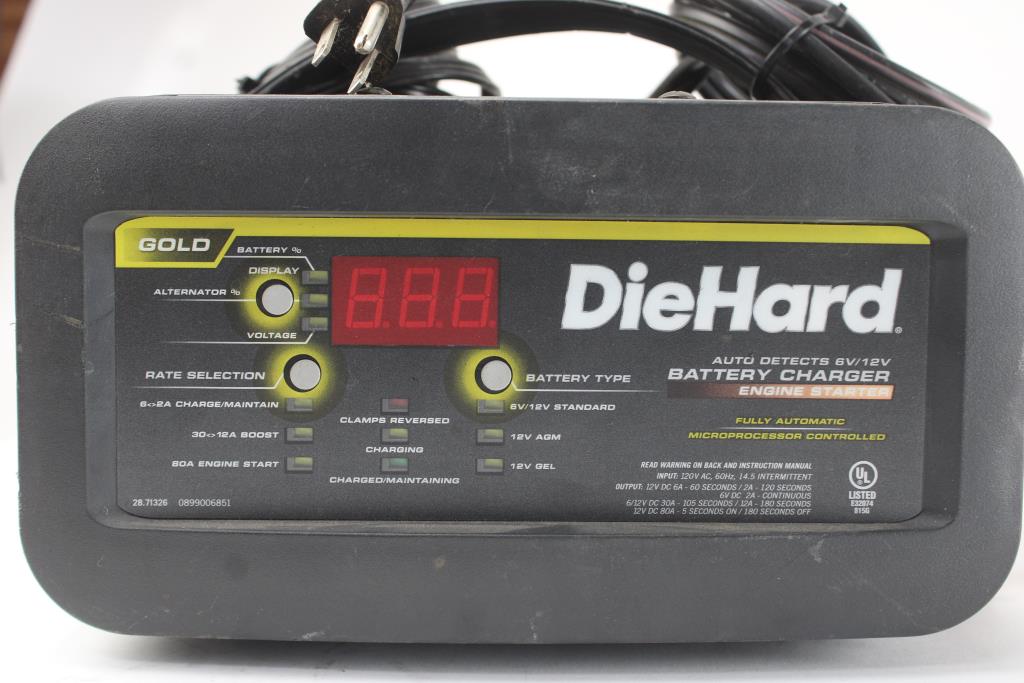 GOLD
BATTERY %
DISPLAY
ALTERNATOR %
VOLTAGE
DieHard®
AUTO DETECTS 6V/12V
BATTERY CHARGER
ENGINE STARTER
RATE SELECTION
BATTERY TYPE
6<>2A CHARGE/MAINTAIN
30<>12A BOOST
80A ENGINE START
CLAMPS REVERSED
CHARGING
CHARGED/MAINTAINING
6V/12V STANDARD
12V AGM
12V GEL
FULLY AUTOMATIC
MICROPROCESSOR CONTROLLED
READ WARNING ON BACK AND INSTRUCTION MANUAL
INPUT: 120V AC, 60Hz, 14.5 INTERMITTENT
OUTPUT: 12V DC 6A - 60 SECONDS / 2A - 120 SECONDS
6V DC 2A - CONTINUOUS
6/12V DC 30A - 105 SECONDS / 12A - 180 SECONDS
12V DC 80A - 5 SECONDS ON / 180 SECONDS OFF
UL
LISTED
E32074
815G
28.71326 0899006851